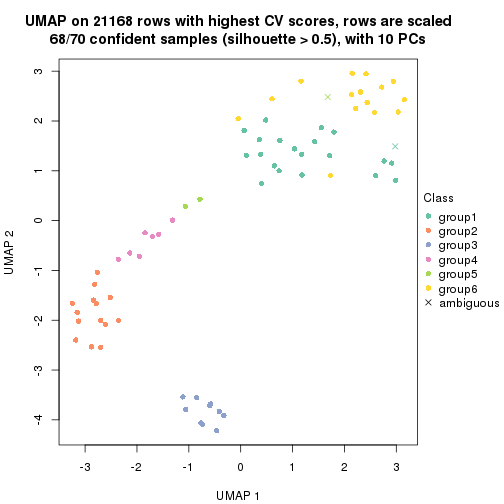 UMAP on 21168 rows with highest CV scores, rows are scaled
68/70 confident samples (silhouette > 0.5), with 10 PCs
3
2
1
0
-1
-2
-3
-4
UMAP 2
-3 -2 -1 0 1 2 3
UMAP 1
Class
group1
group2
group3
group4
group5
group6
ambiguous